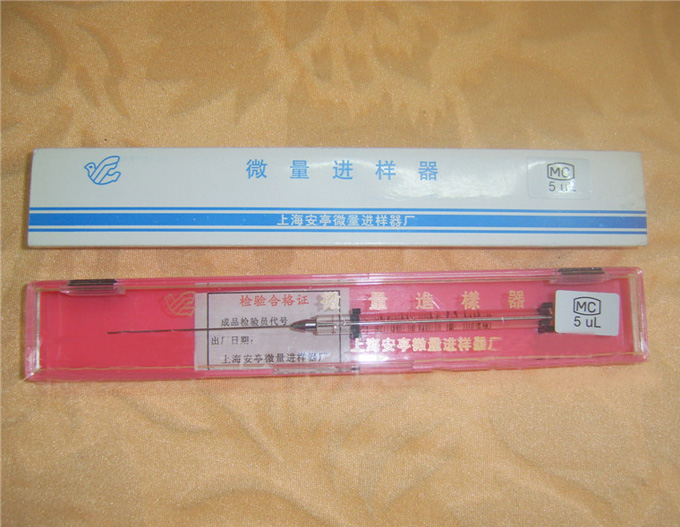 微量进样器
MC
5 uL
上海安亭微量进样器厂
检验合格证
成品检验员代号
出厂日期:
上海安亭微量进样器厂
微量進樣器
上海安亭微量进样器厂
MC
5 uL